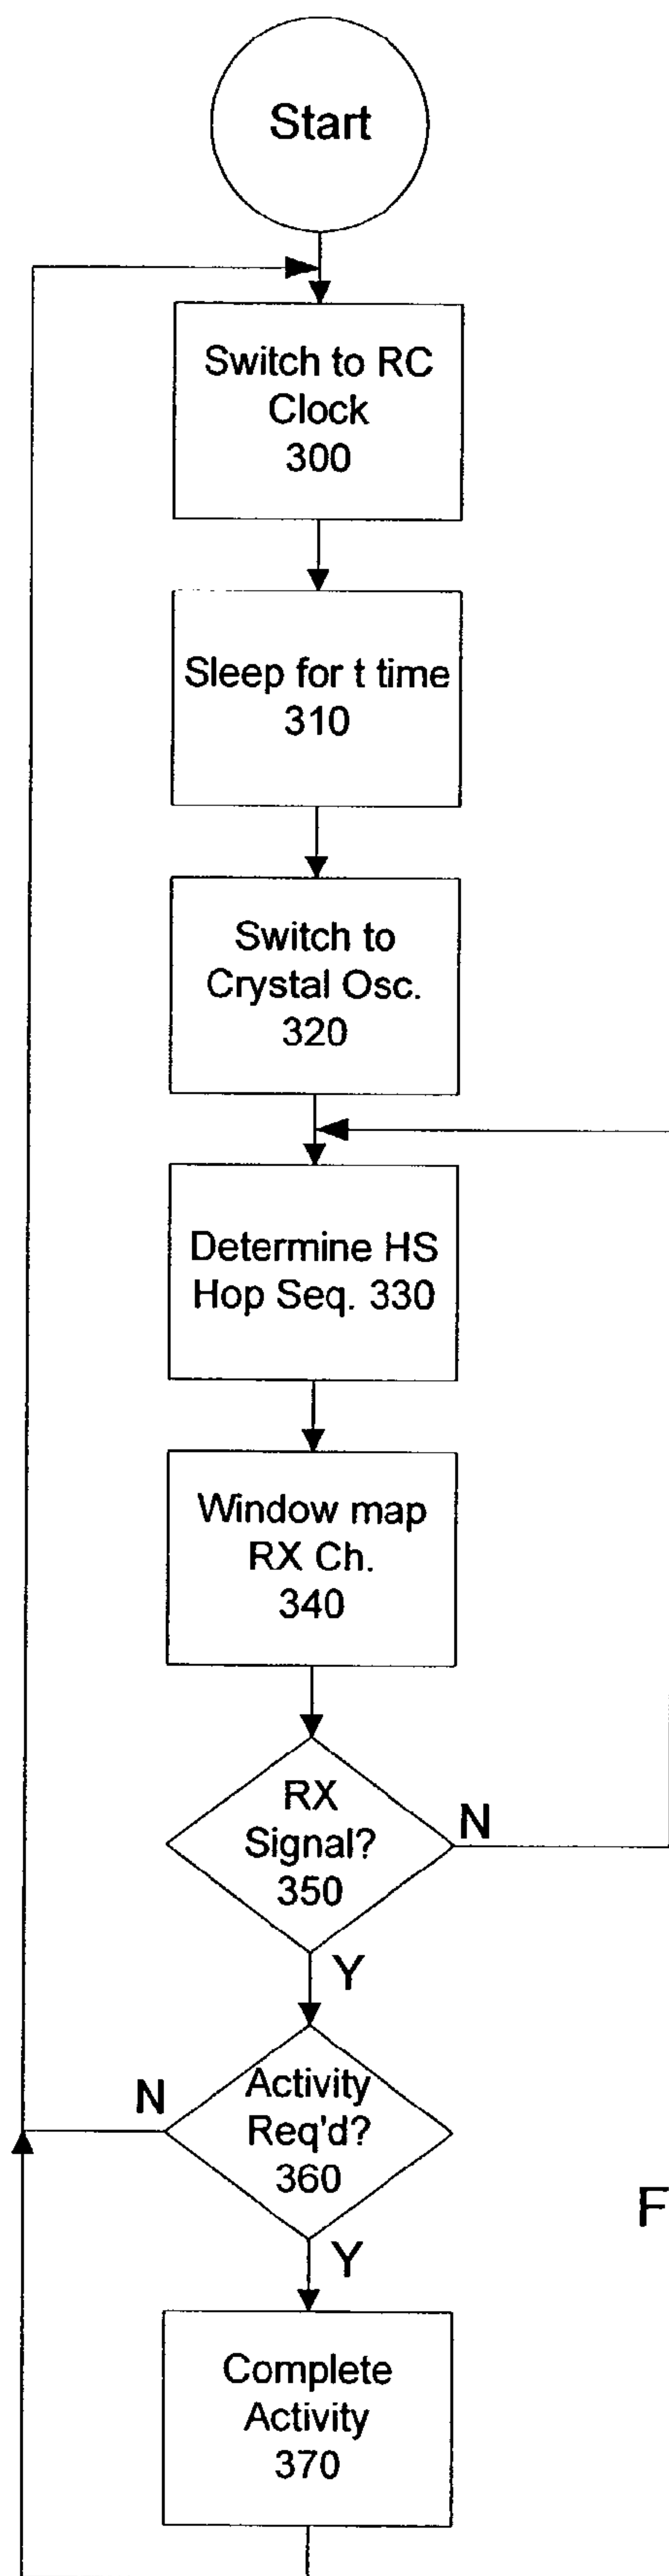 Start
Switch to RC
Clock
300
Sleep for t time
310
Switch to
Crystal Osc.
320
Determine HS
Hop Seq. 330
Window map
RX Ch.
340
RX
Signal?
350
N
Y
Activity
Req'd?
360
N
Y
F
Complete
Activity
370